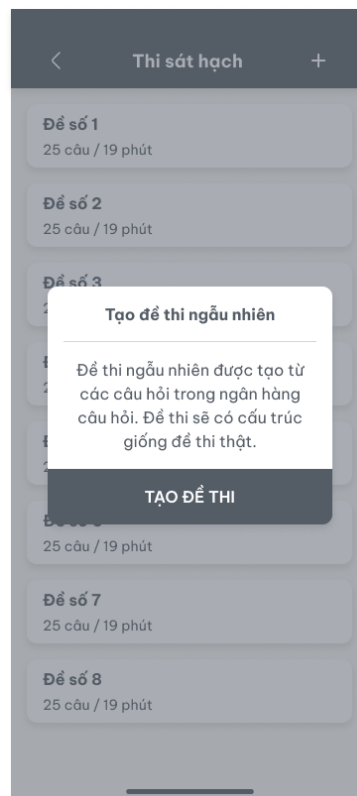 Thi sát hạch
+
Đề số 1
25 câu / 19 phút
Đề số 2
25 câu / 19 phút
Đề số 3
Tạo đề thi ngẫu nhiên
Đề thi ngẫu nhiên được tạo từ
các câu hỏi trong ngân hàng
câu hỏi. Đề thi sẽ có cấu trúc
giống đề thi thật.
TẠO ĐỀ THI
25 câu / 19 phút
Đề số 7
25 câu / 19 phút
Đề số 8
25 câu / 19 phút